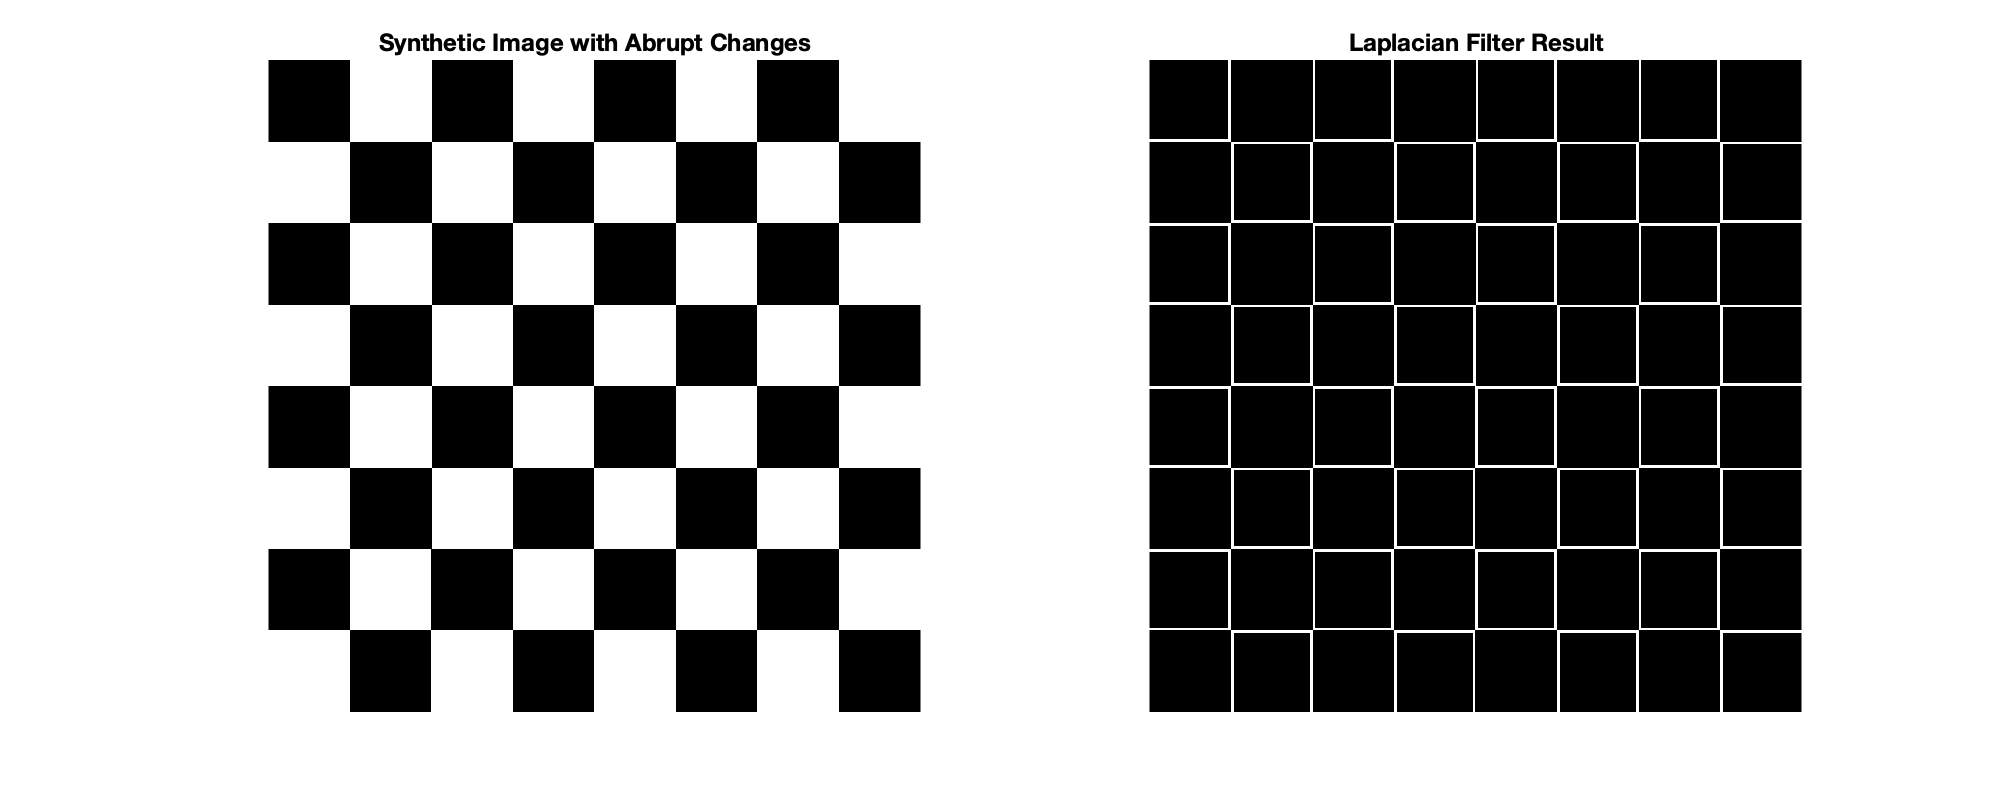 Synthetic Image with Abrupt Changes
Laplacian Filter Result